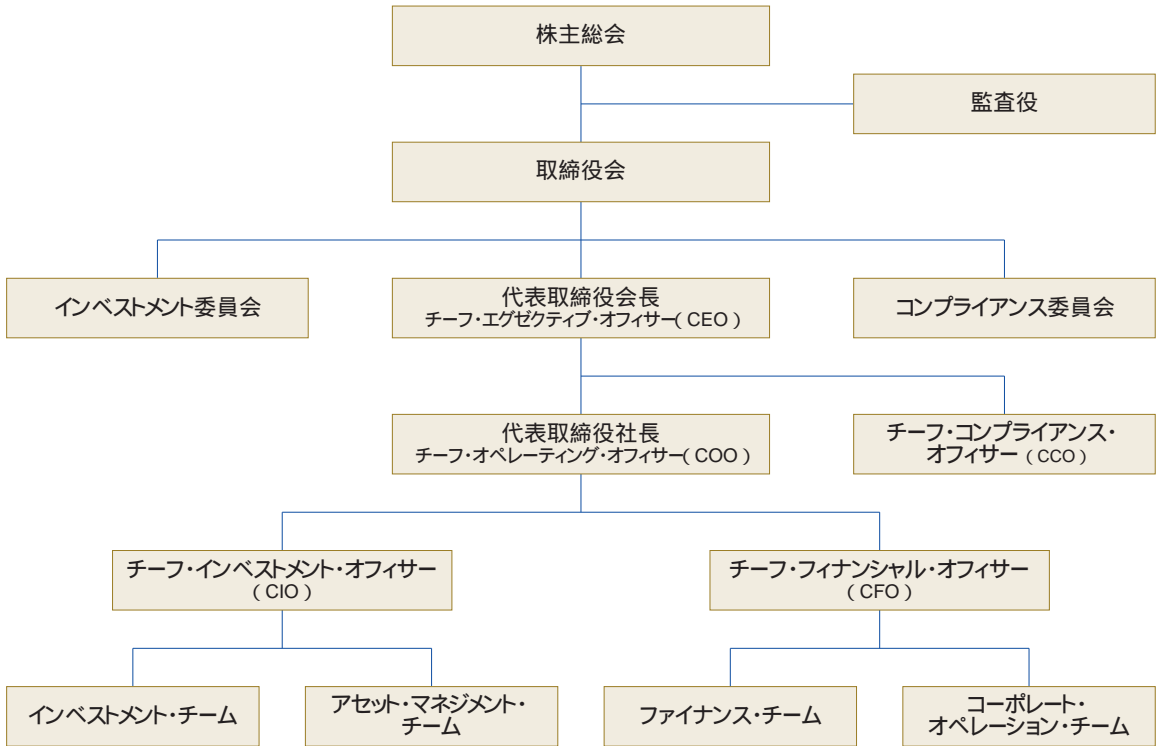 株主総会
監査役
取締役会
インベストメント委員会
代表取締役会長
チーフ・エグゼクティブ・オフィサー( CEO )
コンプライアンス委員会
代表取締役社長
チーフ・オペレーティング・オフィサー( COO )
チーフ・コンプライアンス・
オフィサー ( CCO )
チーフ・インベストメント・オフィサー
( CIO )
チーフ・フィナンシャル・オフィサー
( CFO )
インベストメント・チーム
アセット・マネジメント・
チーム
ファイナンス・チーム
コーポレート・
オペレーション・チーム